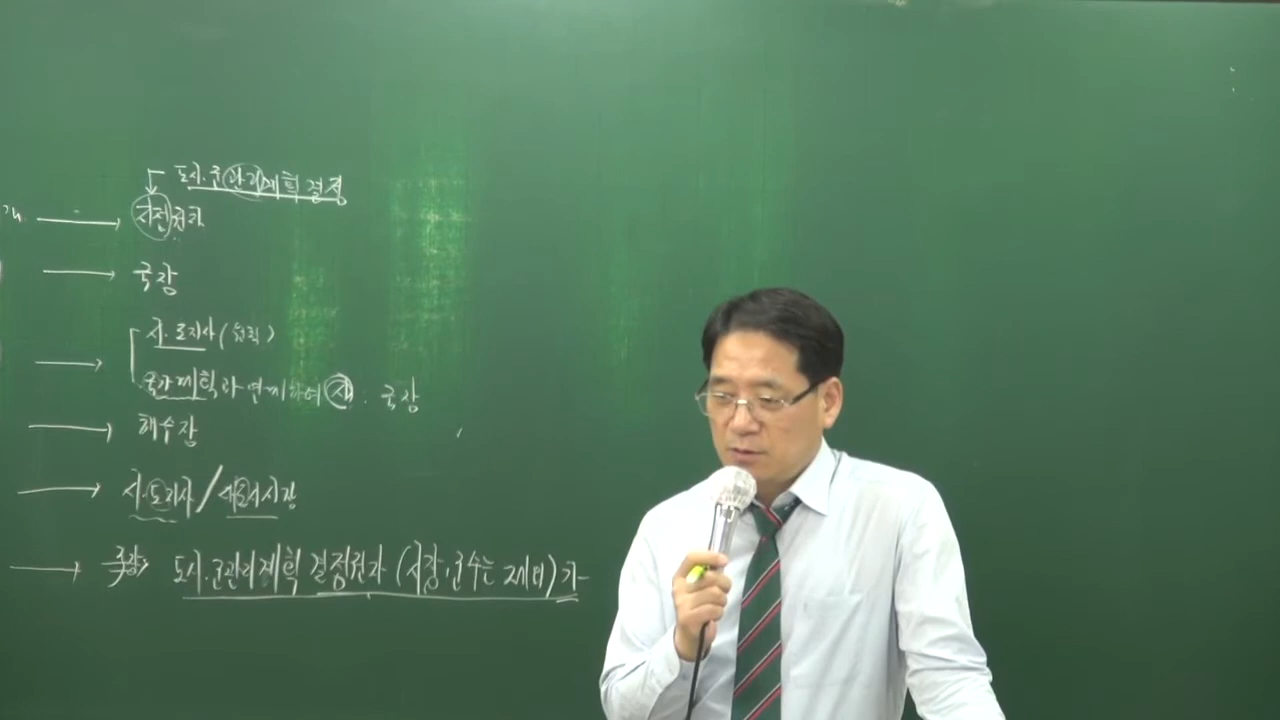 도시.군관리계획 결정
→ 지정권자
→ 국장
→ 시.도지사 (원칙)
국가계획과 연계하여 시 : 국장
→ 해수장
→ 시.도지사 / 대도시시장
→ 국장> 도시.군관리계획 결정권자 (시장,군수는 제외) 가